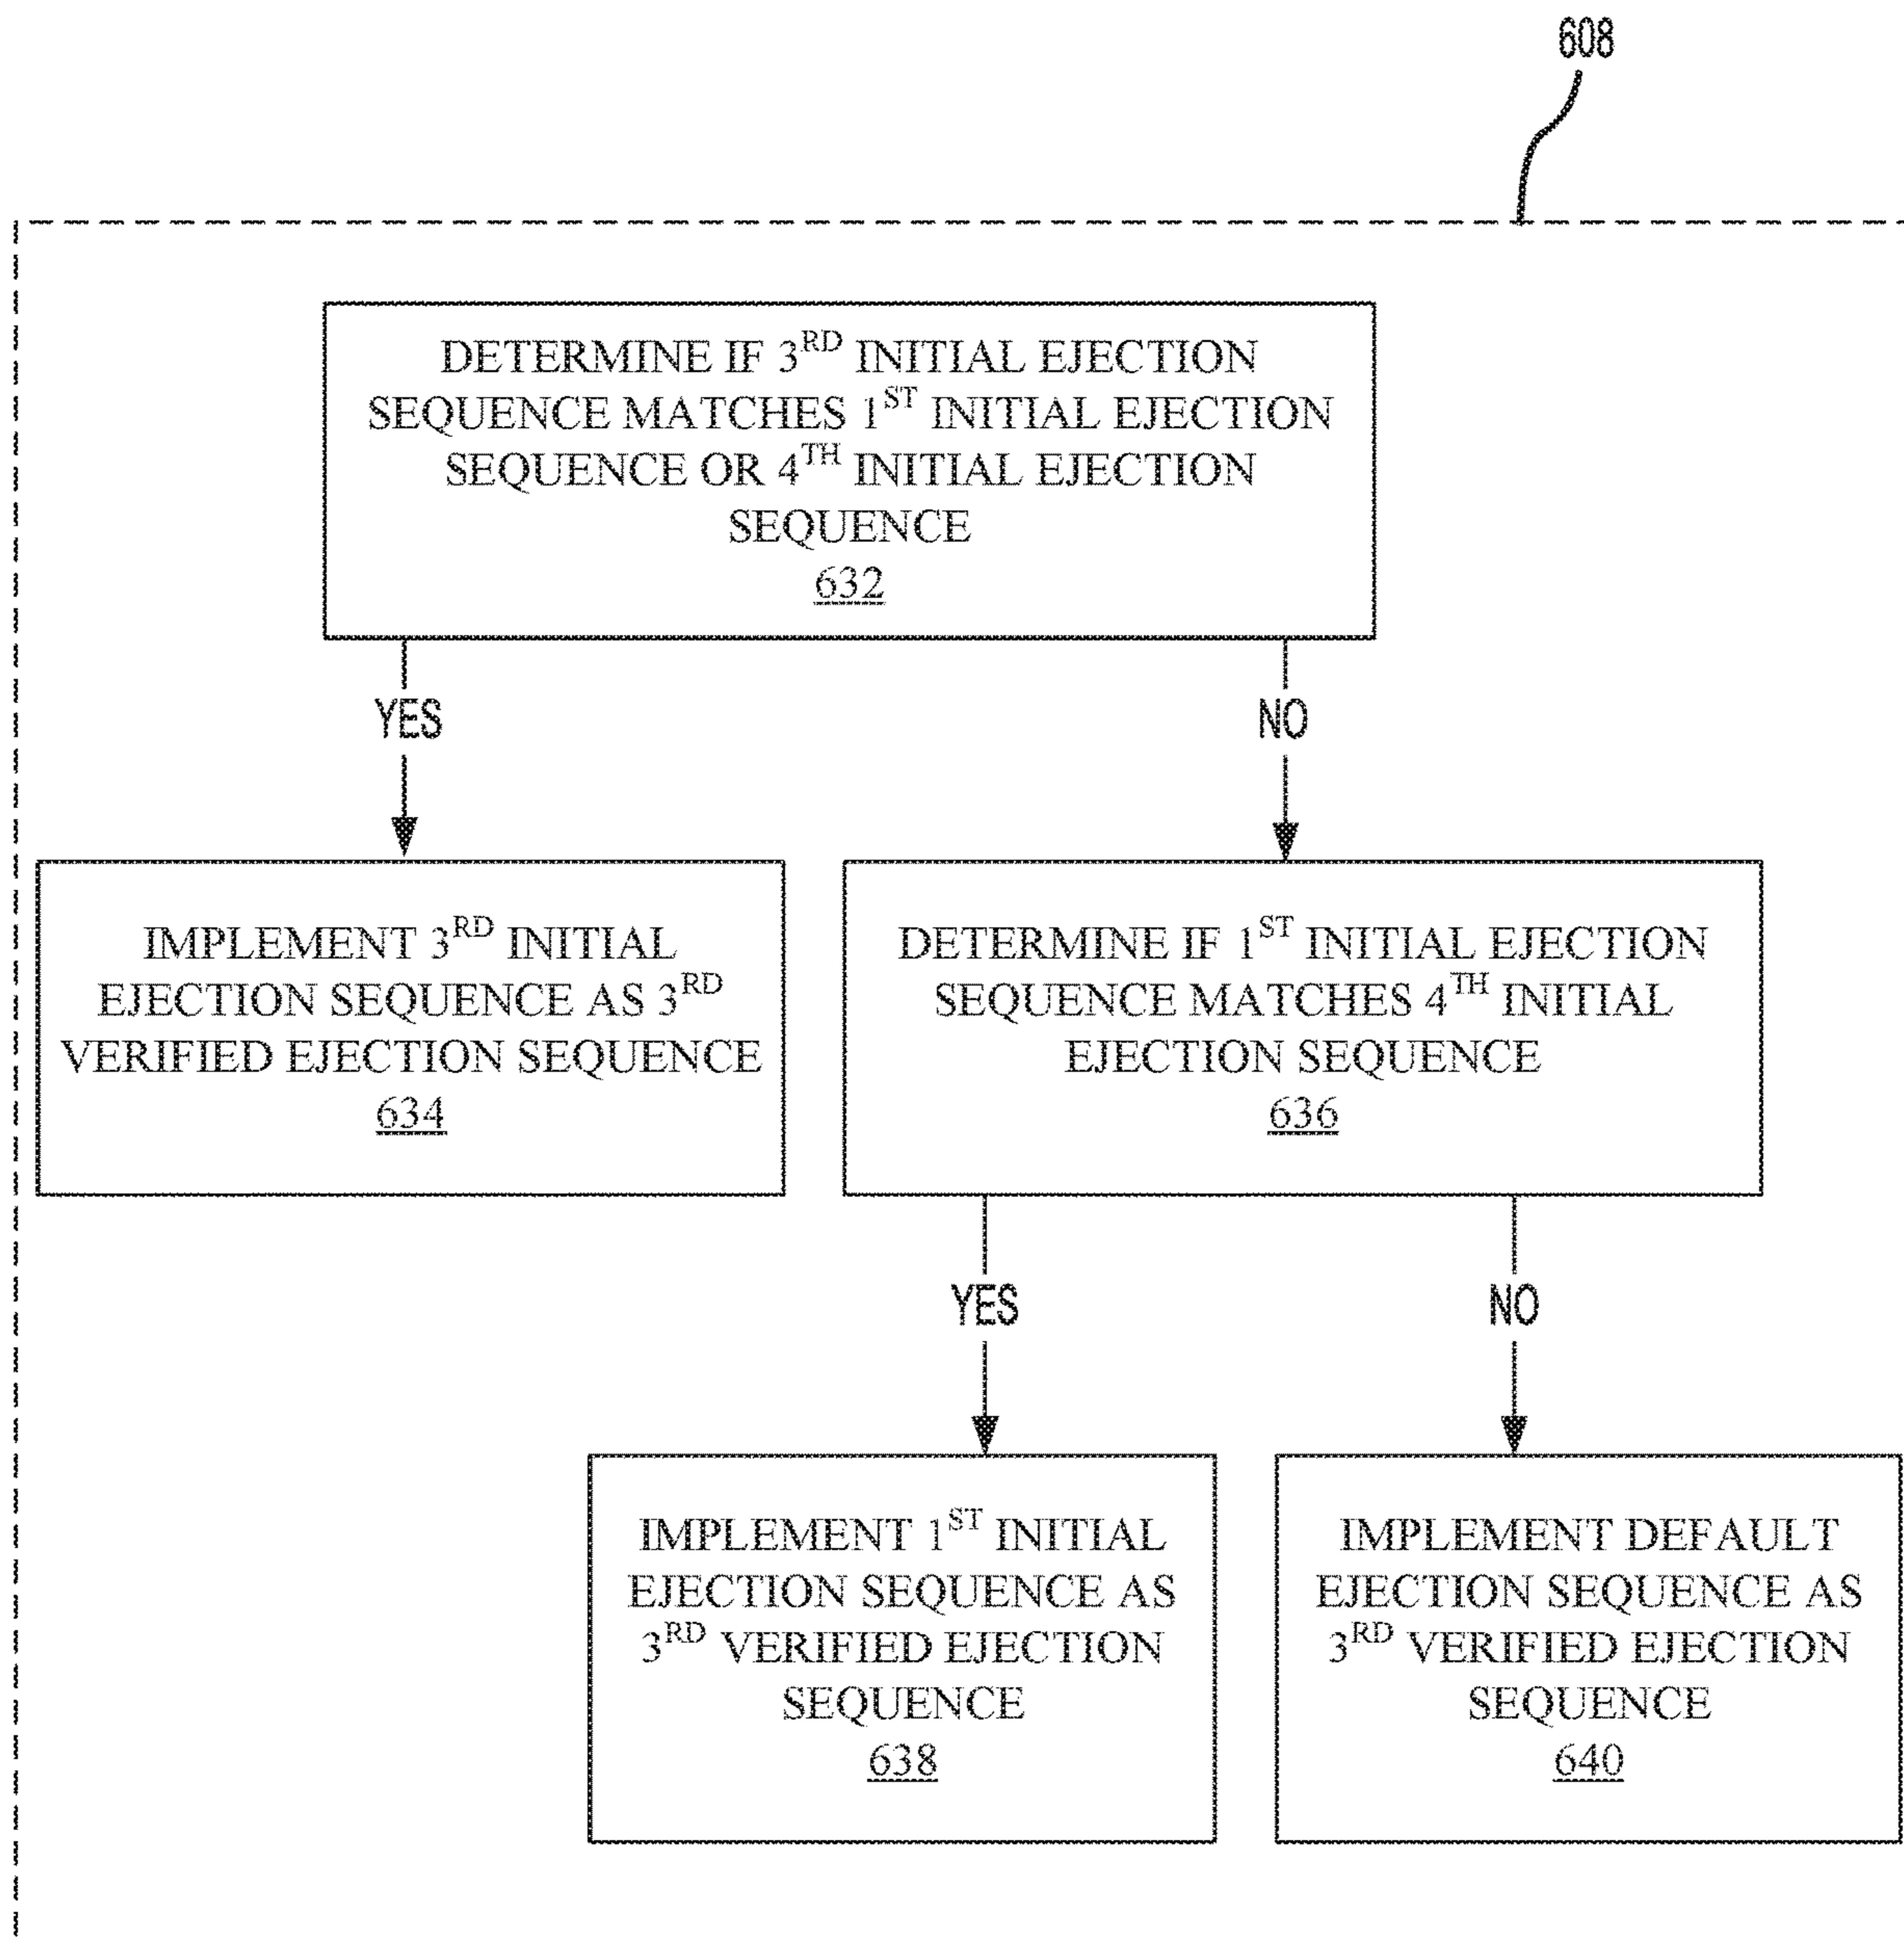 608
DETERMINE IF 3RD INITIAL EJECTION
SEQUENCE MATCHES 1ST INITIAL EJECTION
SEQUENCE OR 4TH INITIAL EJECTION
SEQUENCE
632
YES
NO
IMPLEMENT 3RD INITIAL
EJECTION SEQUENCE AS 3RD
VERIFIED EJECTION SEQUENCE
634
DETERMINE IF 1ST INITIAL EJECTION
SEQUENCE MATCHES 4TH INITIAL
EJECTION SEQUENCE
636
YES
NO
IMPLEMENT 1ST INITIAL
EJECTION SEQUENCE AS
3RD VERIFIED EJECTION
SEQUENCE
638
IMPLEMENT DEFAULT
EJECTION SEQUENCE AS
3RD VERIFIED EJECTION
SEQUENCE
640